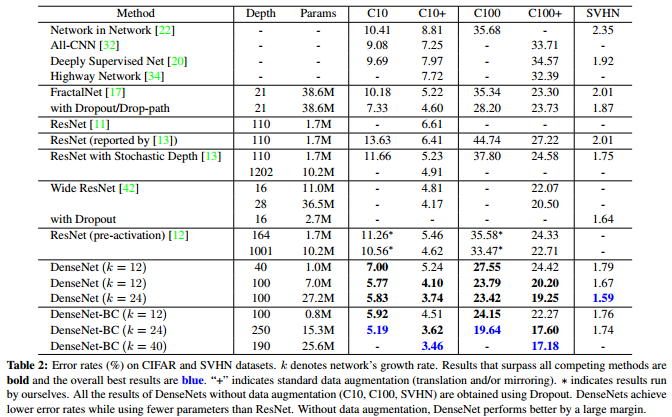 Method Depth Params C10 C10+ C100 C100+ SVHN
Network in Network [22] - - 10.41 8.81 35.68 - 2.35
All-CNN [32] - - 9.08 7.25 - 33.71 -
Deeply Supervised Net [20] - - 9.69 7.97 - 34.57 1.92
Highway Network [34] - - - 7.72 - 32.39 -
FractalNet [17] 21 38.6M 10.18 5.22 35.34 23.30 2.01
with Dropout/Drop-path 21 38.6M 7.33 4.60 28.20 23.73 1.87
ResNet [11] 110 1.7M - 6.61 - - -
ResNet (reported by [13]) 110 1.7M 13.63 6.41 44.74 27.22 2.01
ResNet with Stochastic Depth [13] 110 1.7M 11.66 5.23 37.80 24.58 1.75
1202 10.2M - 4.91 - - -
Wide ResNet [42] 16 11.0M - 4.81 - 22.07 -
28 36.5M - 4.17 - 20.50 -
with Dropout 16 2.7M - - - - 1.64
ResNet (pre-activation) [12] 164 1.7M 11.26* 5.46 35.58* 24.33 -
1001 10.2M 10.56* 4.62 33.47* 22.71 -
DenseNet (k = 12) 40 1.0M 7.00 5.24 27.55 24.42 1.79
DenseNet (k = 12) 100 7.0M 5.77 4.10 23.79 20.20 1.67
DenseNet (k = 24) 100 27.2M 5.83 3.74 23.42 19.25 1.59
DenseNet-BC (k = 12) 100 0.8M 5.92 4.51 24.15 22.27 1.76
DenseNet-BC (k = 24) 250 15.3M 5.19 3.62 19.64 17.60 1.74
DenseNet-BC (k = 40) 190 25.6M - 3.46 - 17.18 -
Table 2: Error rates (%) on CIFAR and SVHN datasets. k denotes network's growth rate. Results that surpass all competing methods are
bold and the overall best results are blue. "+" indicates standard data augmentation (translation and/or mirroring). * indicates results run
by ourselves. All the results of DenseNets without data augmentation (C10, C100, SVHN) are obtained using Dropout. DenseNets achieve
lower error rates while using fewer parameters than ResNet. Without data augmentation, DenseNet performs better by a large margin.